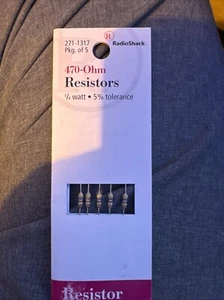 271-1317
Pkg. of 5
R
RadioShack.
470-Ohm
Resistors
¼ watt • 5% tolerance
Resistor